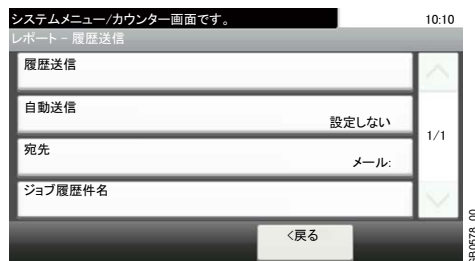 システムメニュー/カウンター画面です。
10:10
レポート - 履歴送信
履歴送信
自動送信
設定しない
1/1
宛先
メール:
ジョブ履歴件名
<戻る
GB0578_00